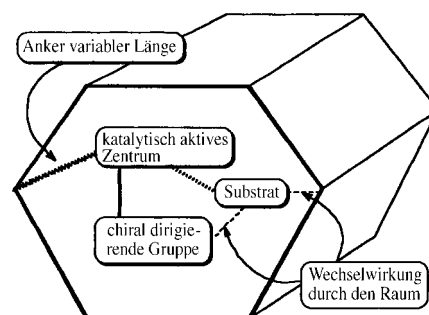 Anker variabler Länge
katalytisch aktives
Zentrum
Substrat
chiral dirigie-
rende Gruppe
Wechselwirkung
durch den Raum